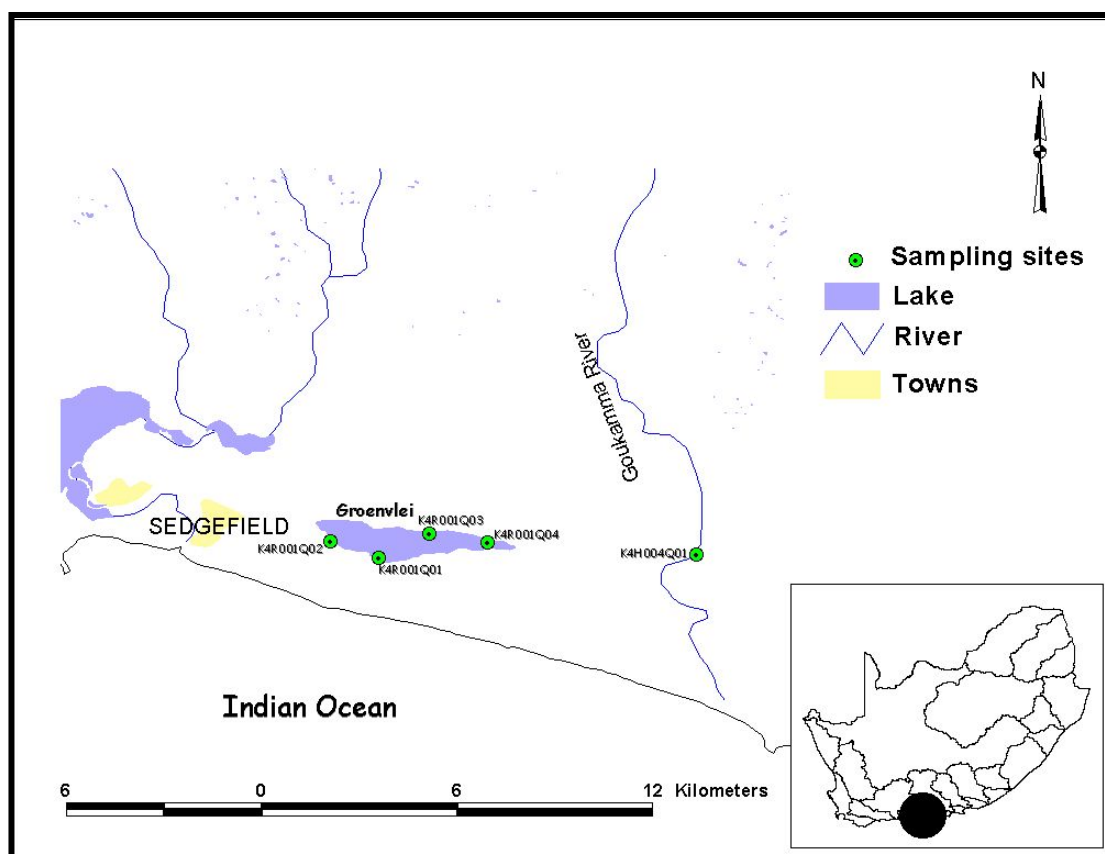 N
Sampling sites
Lake
River
Towns
Goukamma River
Groenvlei
SEDGEFIELD
K4R001Q03
K4R001Q02
K4R001Q04
K4R001Q01
K4H004Q01
Indian Ocean
6 0 6 12 Kilometers